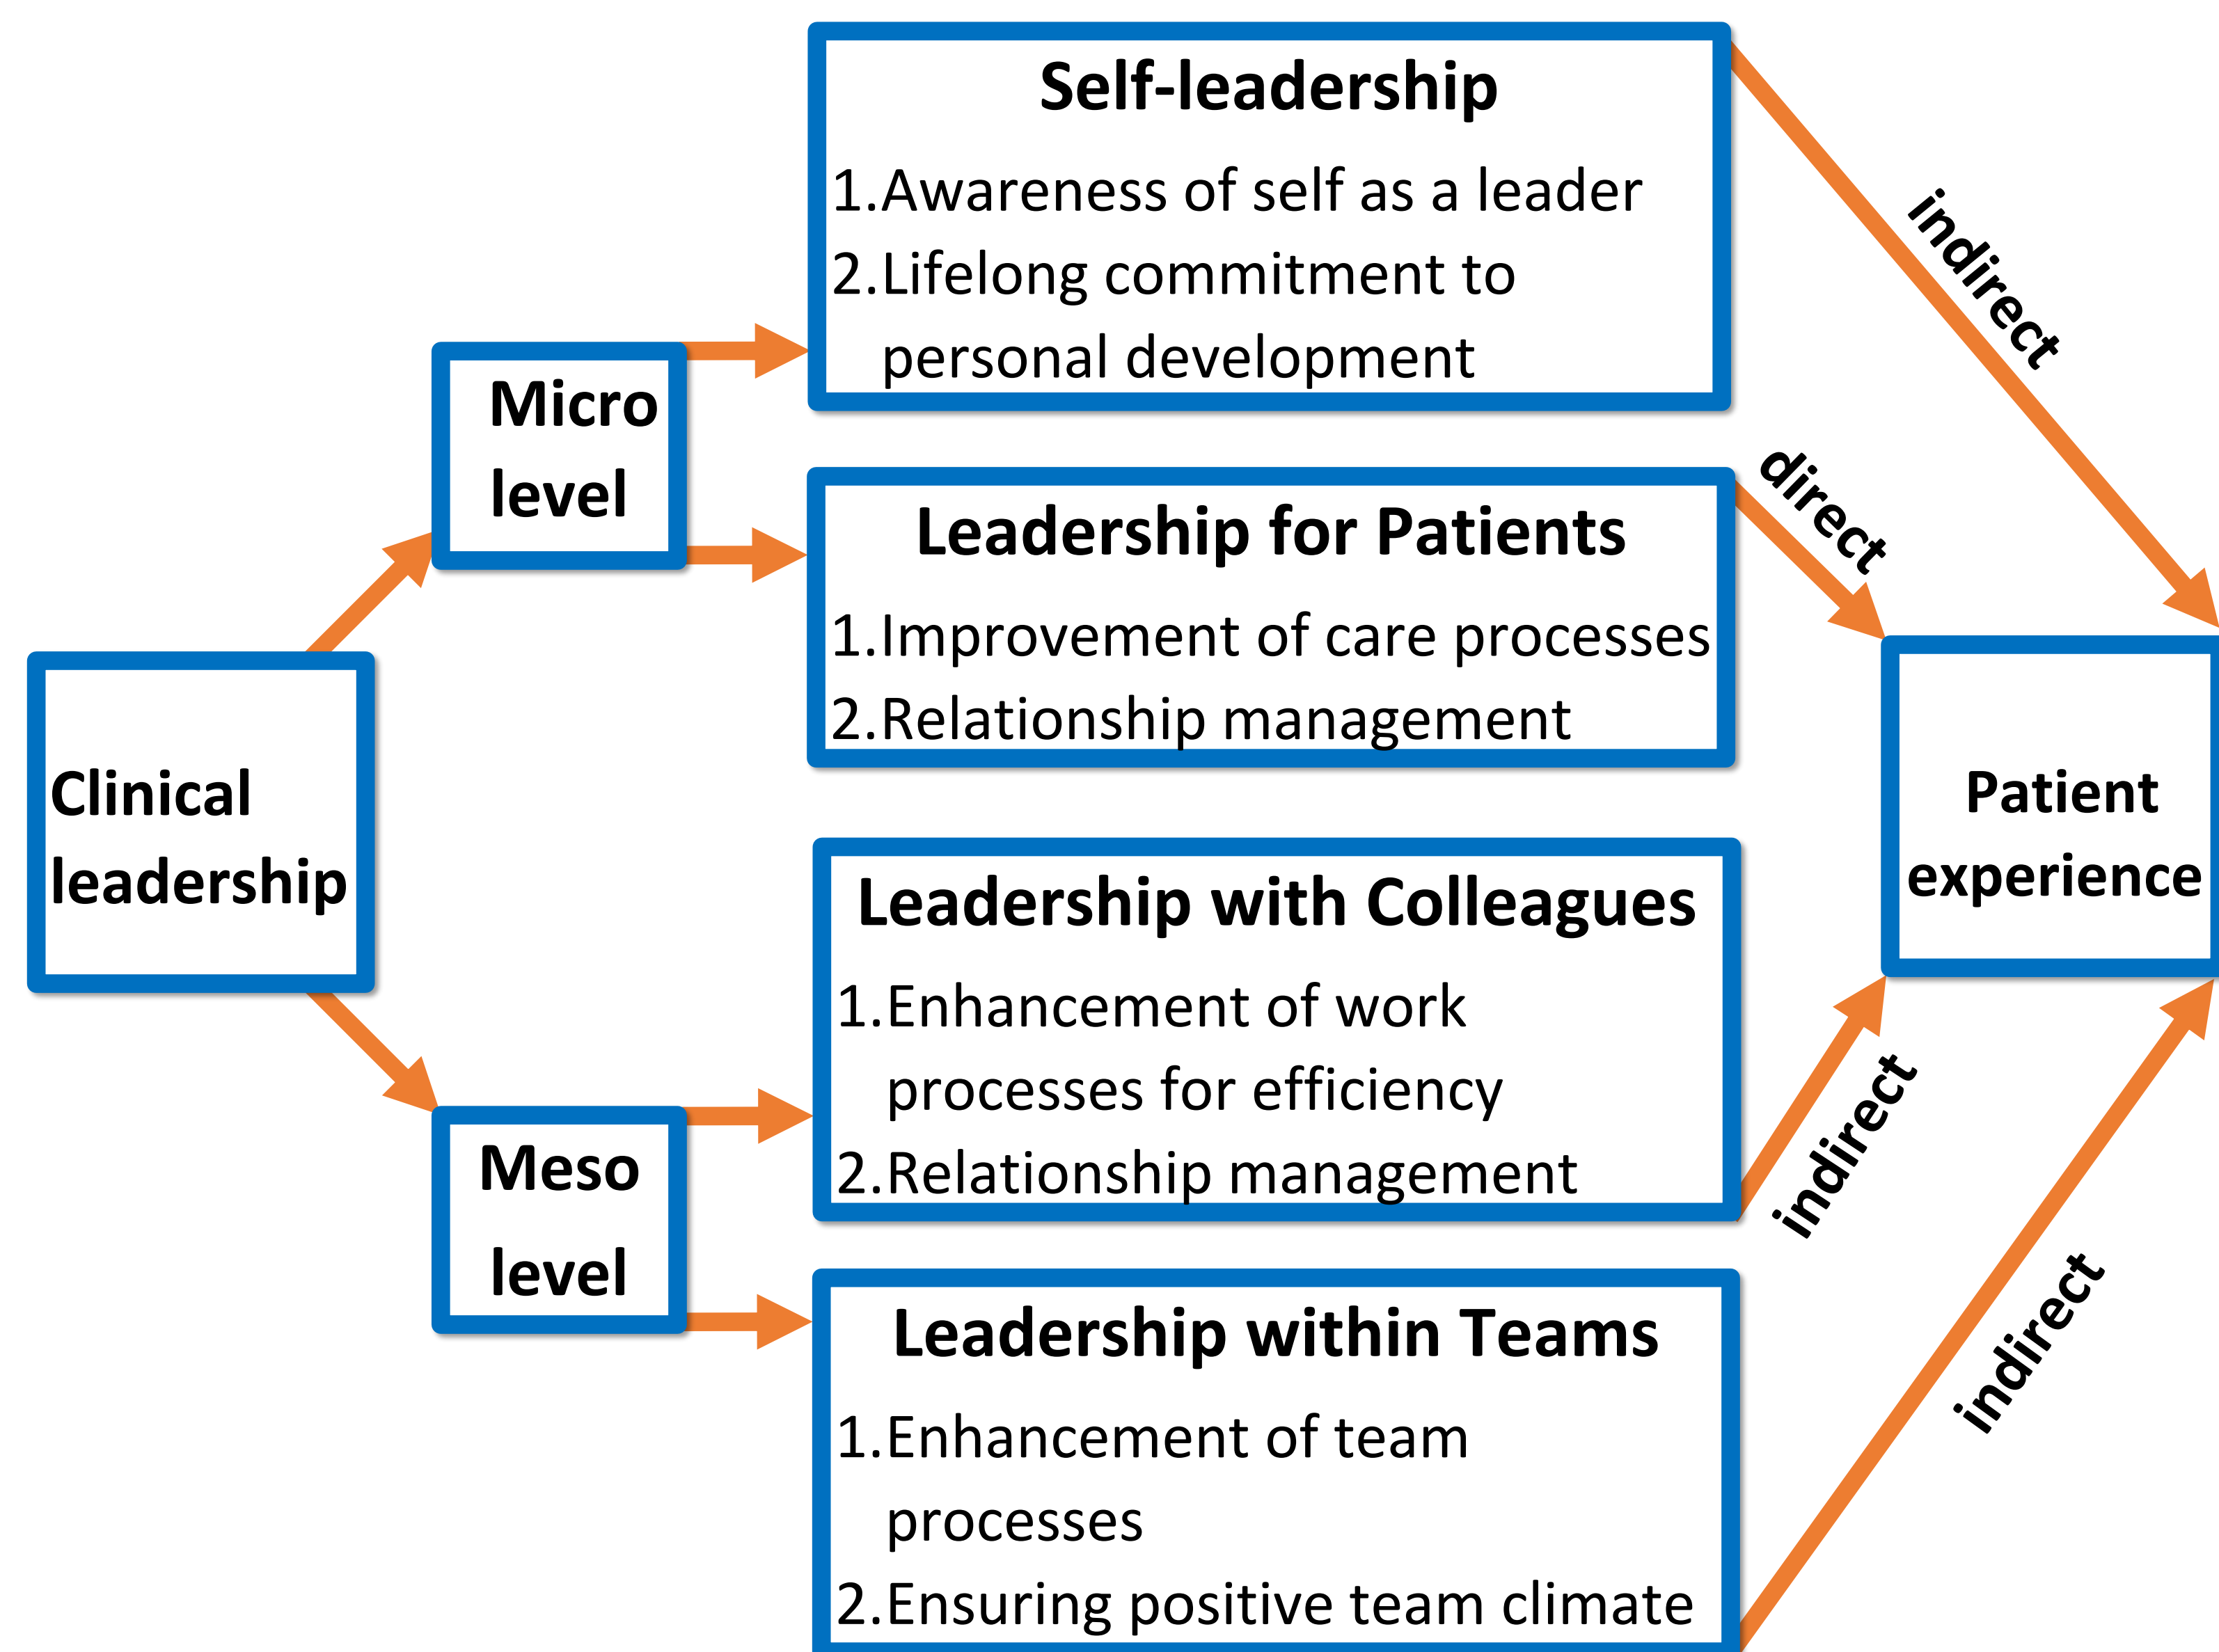 Clinical
leadership
Micro
level
Meso
level
Self-leadership
1.Awareness of self as a leader
2.Lifelong commitment to
personal development
Leadership for Patients
1.Improvement of care processes
2.Relationship management
Leadership with Colleagues
1.Enhancement of work
processes for efficiency
2.Relationship management
Leadership within Teams
1.Enhancement of team
processes
2.Ensuring positive team climate
indirect
direct
indirect
indirect
Patient
experience